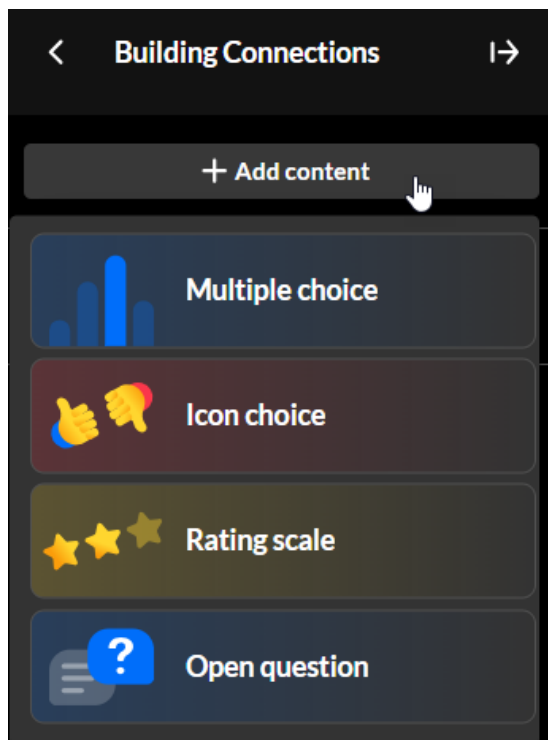 Building Connections
+ Add content
Multiple choice
Icon choice
Rating scale
?
Open question